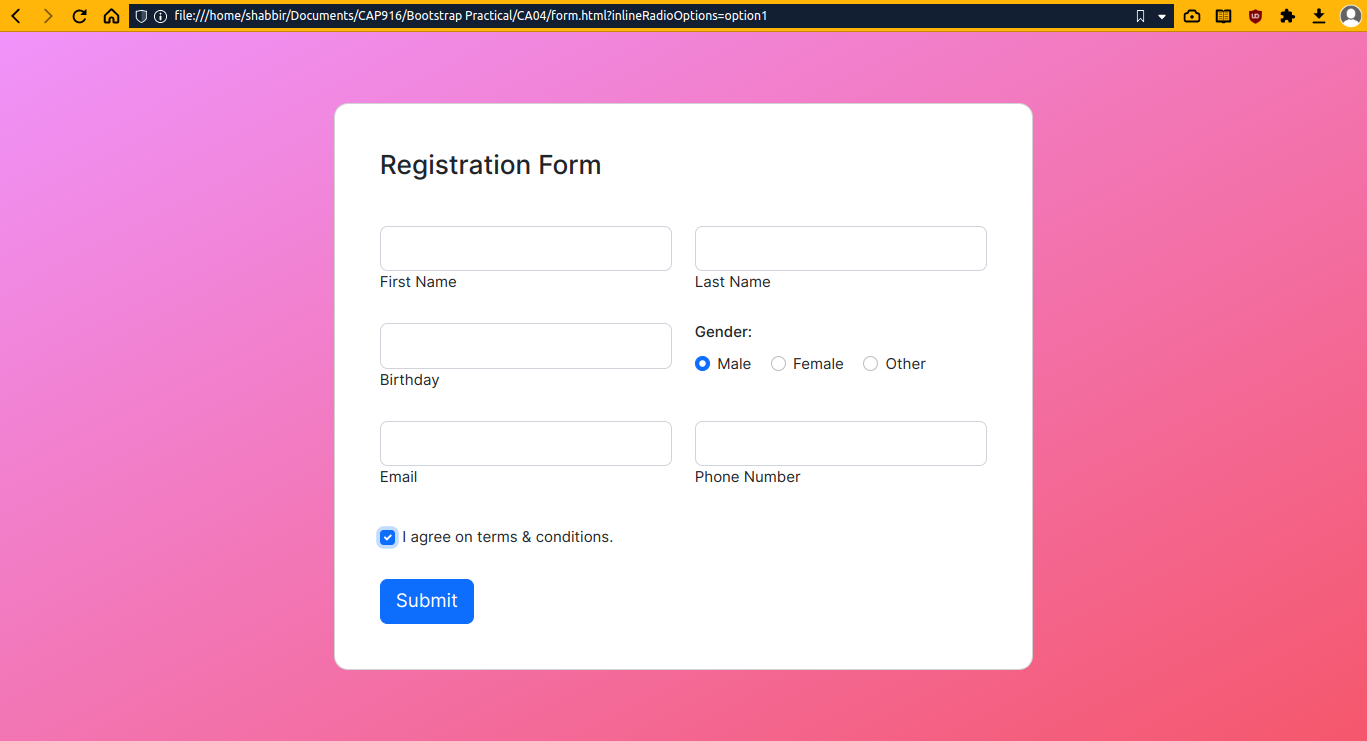 file:///home/shabbir/Documents/CAP916/Bootstrap Practical/CA04/form.html?inlineRadioOptions=option1
Registration Form
First Name Last Name
Gender:
Male Female Other
Birthday
Email Phone Number
I agree on terms & conditions.
Submit